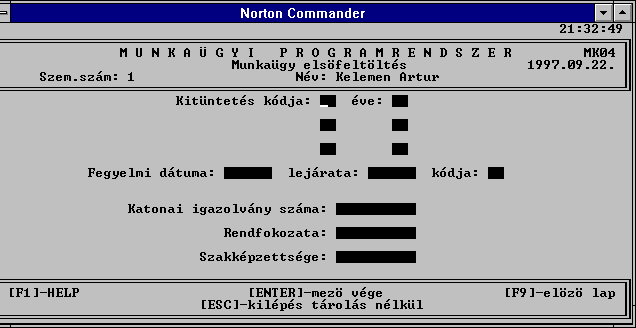 Norton Commander
21:32:49
MUNKAÜGYI PROGRAMRENDSZER MK04
Munkaügy elsöfeltöltés 1997.09.22.
Szem.szám: 1 Név: Kelemen Artur
Kitüntetés kódja: éve:
Fegyelmi dátuma: lejárata: kódja:
Katonai igazolvány száma:
Rendfokozata:
Szakképzettsége:
[F1]-HELP [ENTER]-mezö vége [F9]-elözö lap
[ESC]-kilépés tárolás nélkül